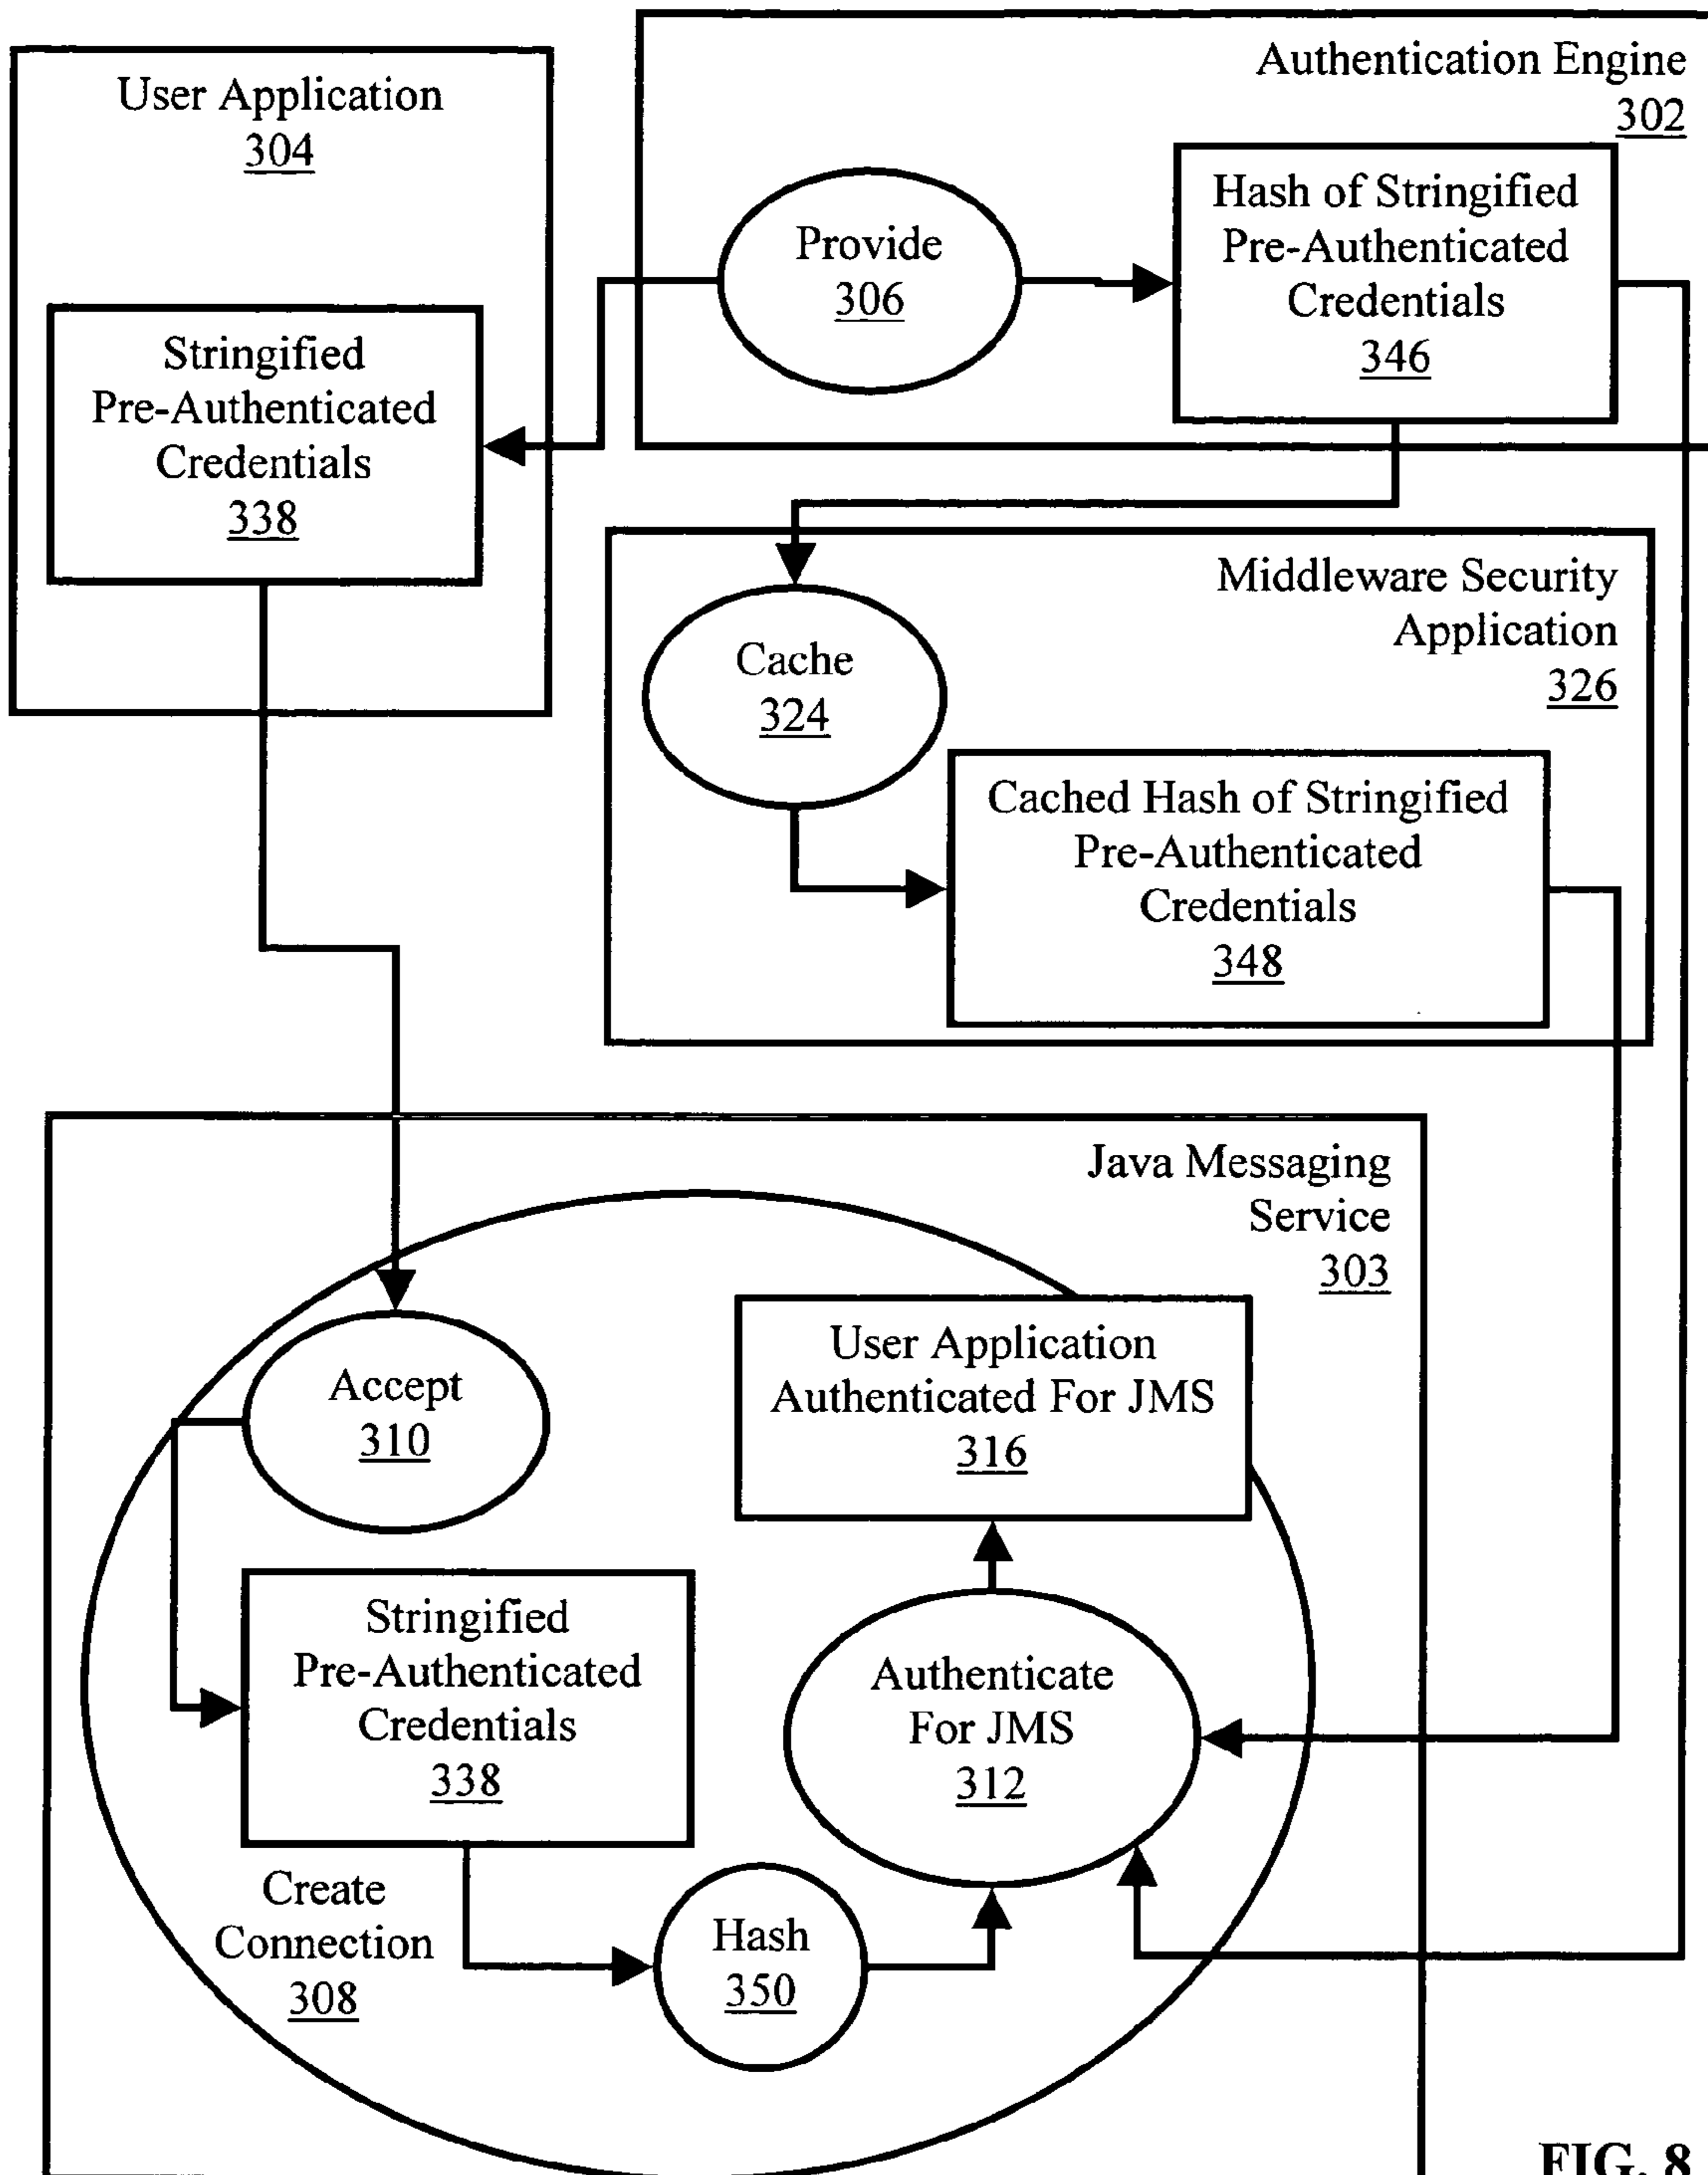 User Application
304
Authentication Engine
302
Provide
306
Hash of Stringified
Pre-Authenticated
Credentials
346
Stringified
Pre-Authenticated
Credentials
338
Middleware Security
Application
326
Cache
324
Cached Hash of Stringified
Pre-Authenticated
Credentials
348
Java Messaging
Service
303
User Application
Authenticated For JMS
316
Accept
310
Stringified
Pre-Authenticated
Credentials
338
Authenticate
For JMS
312
Create
Connection
308
Hash
350
FIG. 8